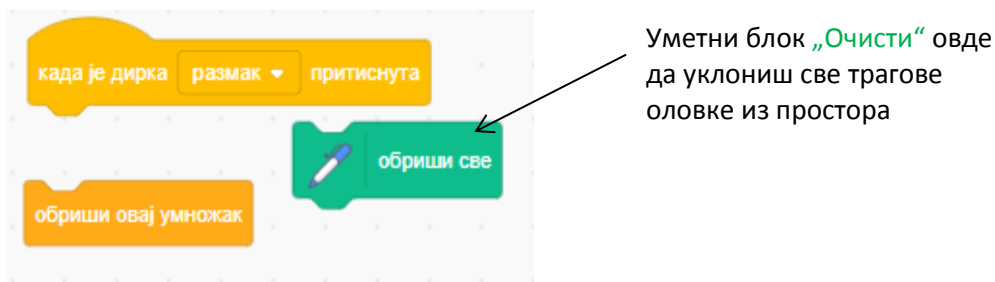 када је дирка размак притиснута
обриши све
обриши овај умножак
Уметни блок „Очисти“ овде
да уклониш све трагове
оловке из простора